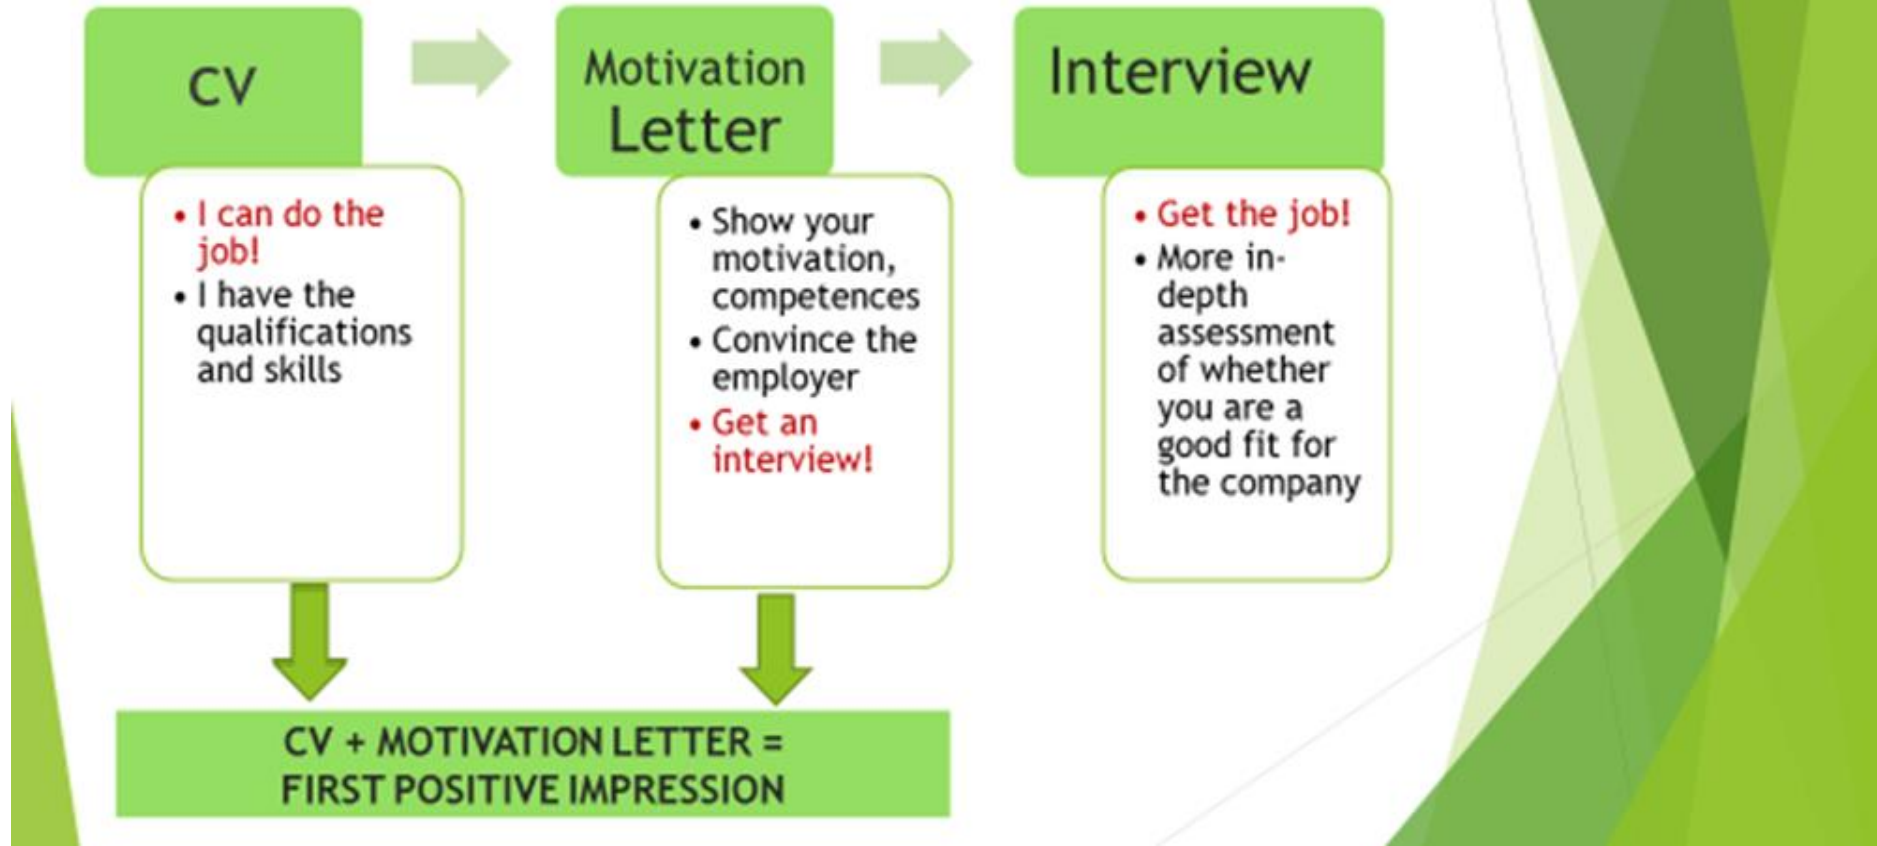 CV
• I can do the
job!
• I have the
qualifications
and skills
Motivation
Letter
• Show your
motivation,
competences
• Convince the
employer
• Get an
interview!
Interview
• Get the job!
• More in-
depth
assessment
of whether
you are a
good fit for
the company
CV + MOTIVATION LETTER =
FIRST POSITIVE IMPRESSION